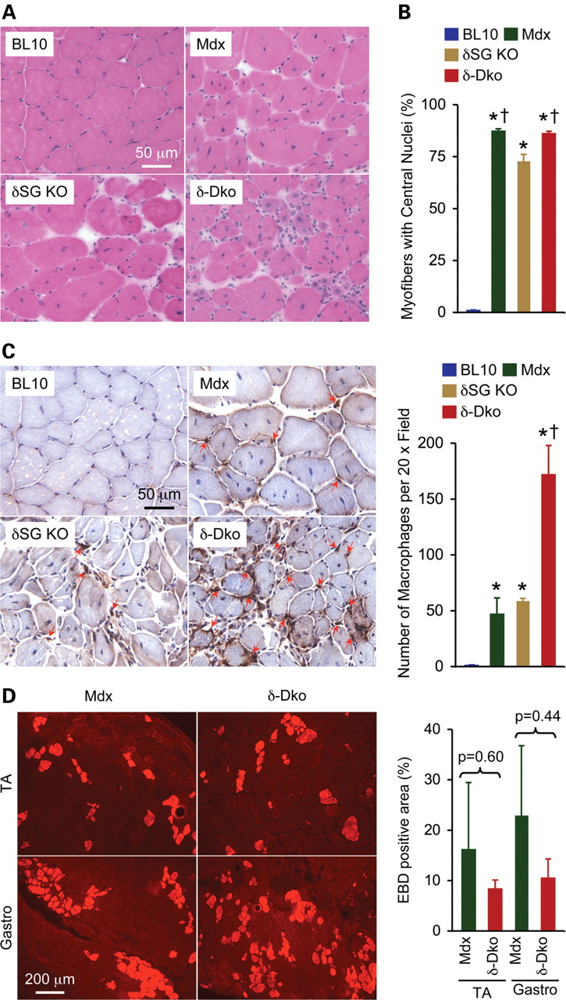 A
BL10
Mdx
50 μm
δSG KO
δ-Dko
B
BL10 Mdx
δSG KO
δ-Dko
Myofibers with Central Nuclei (%)
100
75
50
25
0
*†
*
*†
C
BL10
Mdx
50 μm
δSG KO
δ-Dko
BL10 Mdx
δSG KO
δ-Dko
Number of Macrophages per 20 x Field
200
150
100
50
0
*
*
*†
D
Mdx
δ-Dko
TA
Gastro
200 μm
EBD positive area (%)
40
30
20
10
0
p=0.60
p=0.44
Mdx
δ-Dko
Mdx
δ-Dko
TA
Gastro